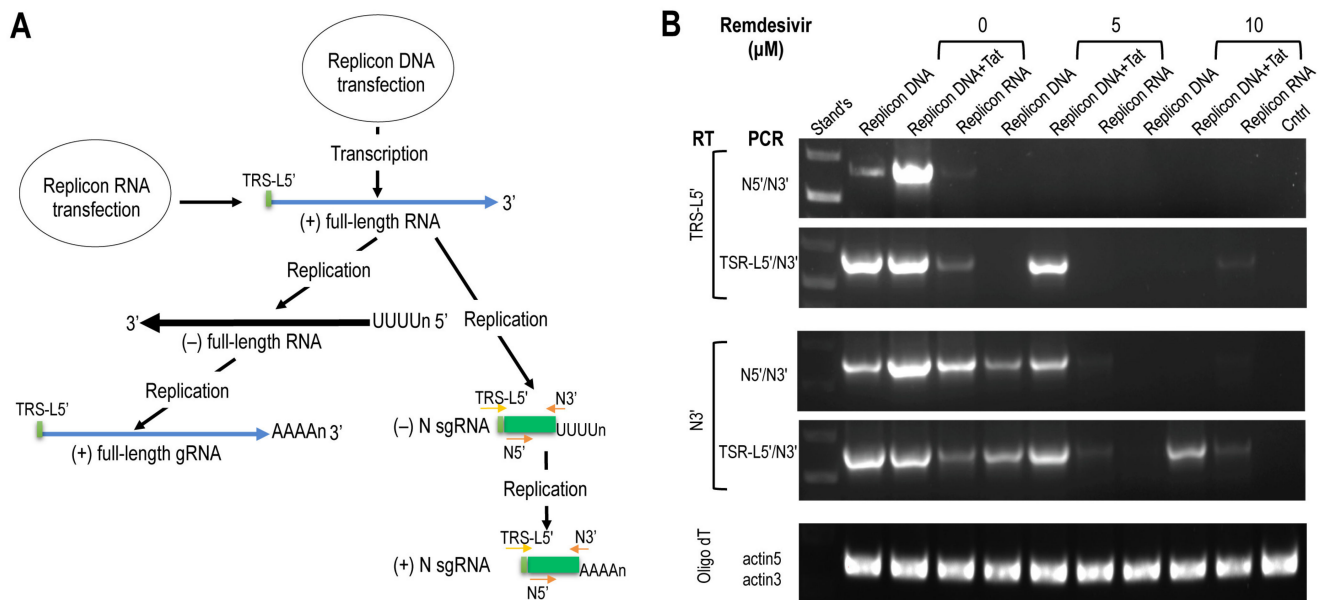 A
Replicon DNA
transfection
Transcription
Replicon RNA
transfection
TRS-L5'
3'
(+) full-length RNA
Replication
Replication
3'
UUUUn 5'
(–) full-length RNA
Replication
TRS-L5'
AAAAn 3'
(+) full-length gRNA
TRS-L5'
N3'
(–) N sgRNA
UUUUn
N5'
Replication
TRS-L5'
N3'
(+) N sgRNA
AAAAn
N5'
B
Remdesivir
(µM)
0
5
10
Stand's
Replicon DNA
Replicon DNA+Tat
Replicon RNA
Replicon DNA
Replicon DNA+Tat
Replicon RNA
Replicon DNA
Replicon DNA+Tat
Replicon RNA
Cntrl
RT
PCR
TRS-L5'
N5'/N3'
TSR-L5'/N3'
N3'
N5'/N3'
TSR-L5'/N3'
Oligo dT
actin5
actin3